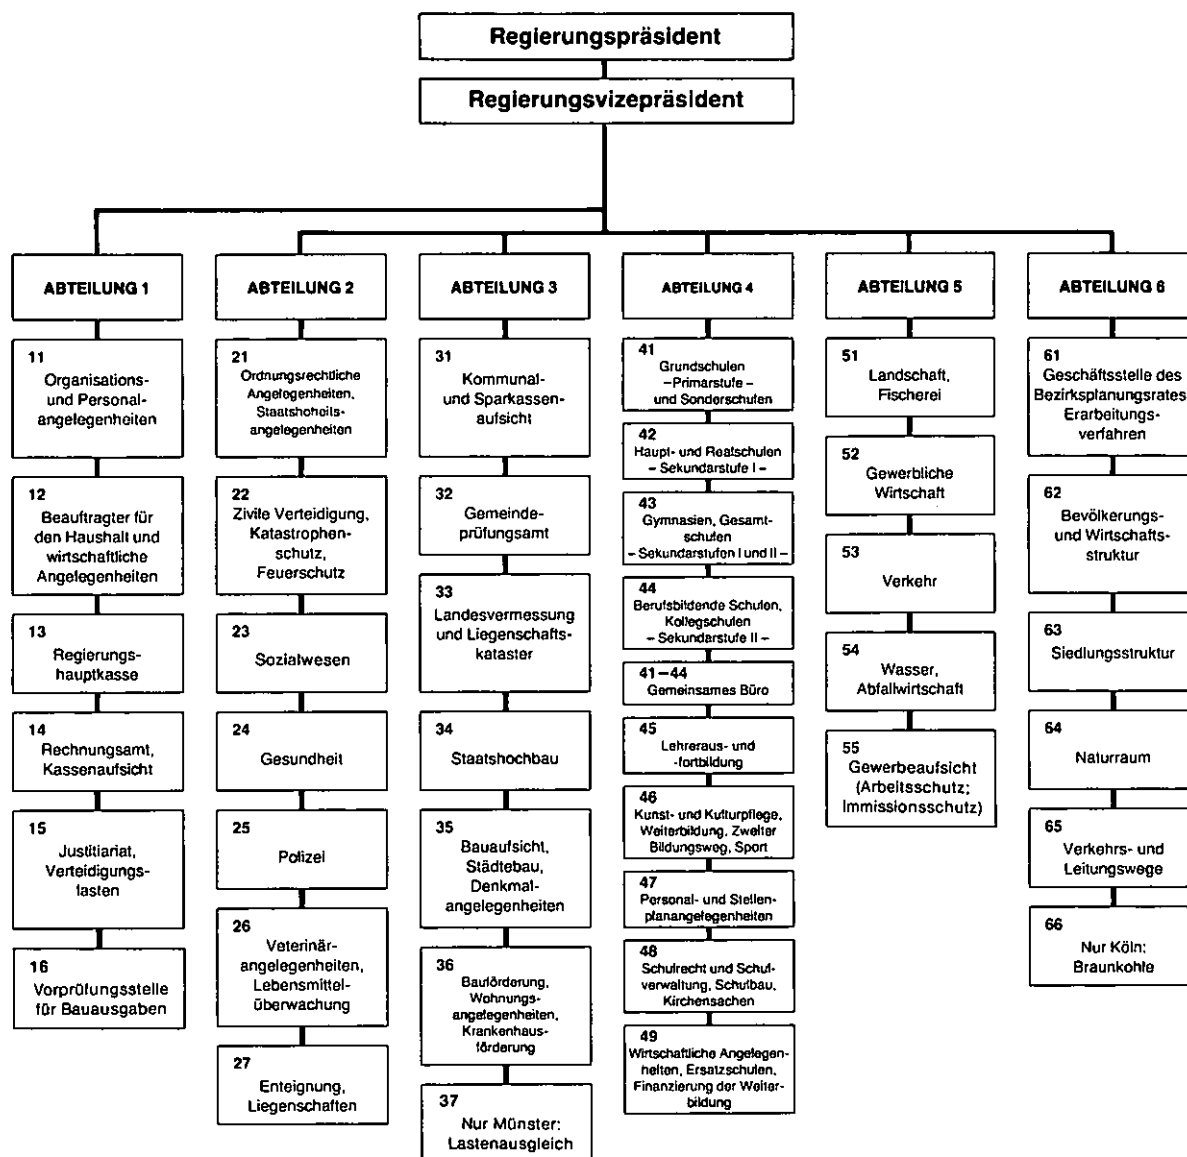 Regierungspräsident
Regierungsvizepräsident
ABTEILUNG 1
11
Organisations-
und Personal-
angelegenheiten
12
Beauftragter für
den Haushalt und
wirtschaftliche
Angelegenheiten
13
Regierungs-
hauptkasse
14
Rechnungsamt,
Kassenaufsicht
15
Justitiariat,
Verteidigungs-
lasten
16
Vorprüfungsstelle
für Bauausgaben
ABTEILUNG 2
21
Ordnungsrechtliche
Angelegenheiten,
Staatshoheits-
angelegenheiten
22
Zivile Verteidigung,
Katastrophen-
schutz,
Feuerschutz
23
Sozialwesen
24
Gesundheit
25
Polizei
26
Veterinär-
angelegenheiten,
Lebensmittel-
überwachung
27
Enteignung,
Liegenschaften
ABTEILUNG 3
31
Kommunal-
und Sparkassen-
aufsicht
32
Gemeinde-
prüfungsamt
33
Landesvermessung
und Liegenschafts-
kataster
34
Staatshochbau
35
Bauaufsicht,
Städtebau,
Denkmal-
angelegenheiten
36
Bauförderung,
Wohnungs-
angelegenheiten,
Krankenhaus-
förderung
37
Nur Münster:
Lastenausgleich
ABTEILUNG 4
41
Grundschulen
– Primarstufe –
und Sonderschulen
42
Haupt- und Realschulen
– Sekundarstufe I –
43
Gymnasien, Gesamt-
schulen
– Sekundarstufen I und II –
44
Berufsbildende Schulen,
Kollegschulen
– Sekundarstufe II –
41–44
Gemeinsames Büro
45
Lehreraus- und
-fortbildung
46
Kunst- und Kulturpflege,
Weiterbildung, Zweiter
Bildungsweg, Sport
47
Personal- und Stellen-
planangelegenheiten
48
Schulrecht und Schul-
verwaltung, Schulbau,
Kirchensachen
49
Wirtschaftliche Angelegen-
heiten, Ersatzschulen,
Finanzierung der Weiter-
bildung
ABTEILUNG 5
51
Landschaft,
Fischerei
52
Gewerbliche
Wirtschaft
53
Verkehr
54
Wasser,
Abfallwirtschaft
55
Gewerbeaufsicht
(Arbeitsschutz;
Immissionsschutz)
ABTEILUNG 6
61
Geschäftsstelle des
Bezirksplanungsrates
Erarbeitungs-
verfahren
62
Bevölkerungs-
und Wirtschafts-
struktur
63
Siedlungsstruktur
64
Naturraum
65
Verkehrs- und
Leitungswege
66
Nur Köln:
Braunkohle